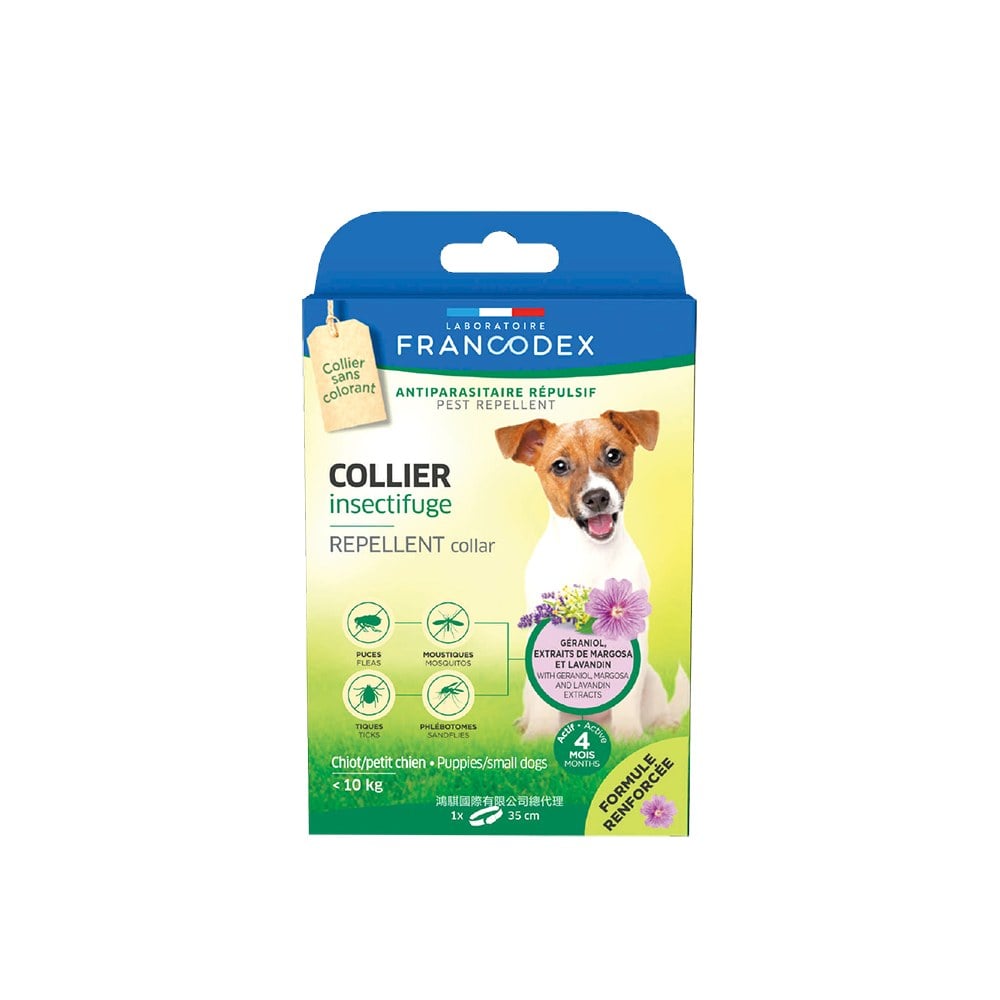 LABORATOIRE
FRANCODEX
Collier
sans
colorant
ANTIPARASITAIRE RÉPULSIF
PEST REPELLENT
COLLIER
insectifuge
REPELLENT collar
PUCES
FLEAS
MOUSTIQUES
MOSQUITOS
TIQUES
TICKS
PHLÉBOTOMES
SANDFLIES
GÉRANIOL,
EXTRAITS DE MARGOSA
ET LAVANDIN
WITH GERANIOL, MARGOSA
AND LAVANDIN
EXTRACTS
Actif • Active
4
MOIS
MONTHS
Chiot/petit chien • Puppies/small dogs
< 10 kg
鴻騏國際有限公司總代理
1x 35 cm
FORMULE
RENFORCÉE